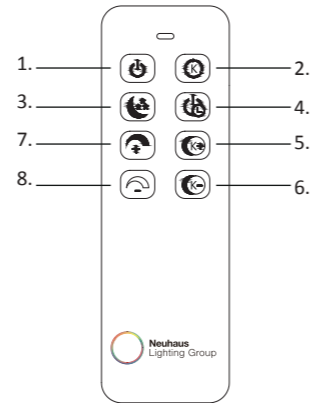 1.
2.
3.
4.
7.
5.
8.
6.
K
K+
K-
Neuhaus
Lighting Group